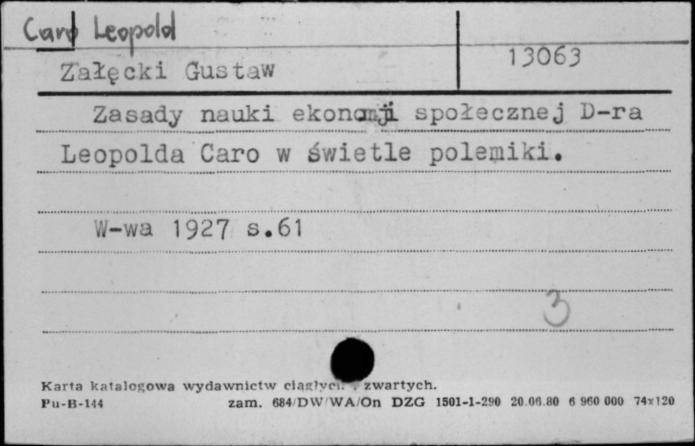 Caro Leopold
Załęcki Gustaw
13063
Zasady nauki ekonomji społecznej D-ra
Leopolda Caro w świetle polemiki.
W-wa 1927 s.61
3
Karta katalogowa wydawnictw ciągłych i zwartych.
Pu-B-144
zam. 684/DW/WA/On DZG 1501-1-290 20.06.80 6 960 000 74x120